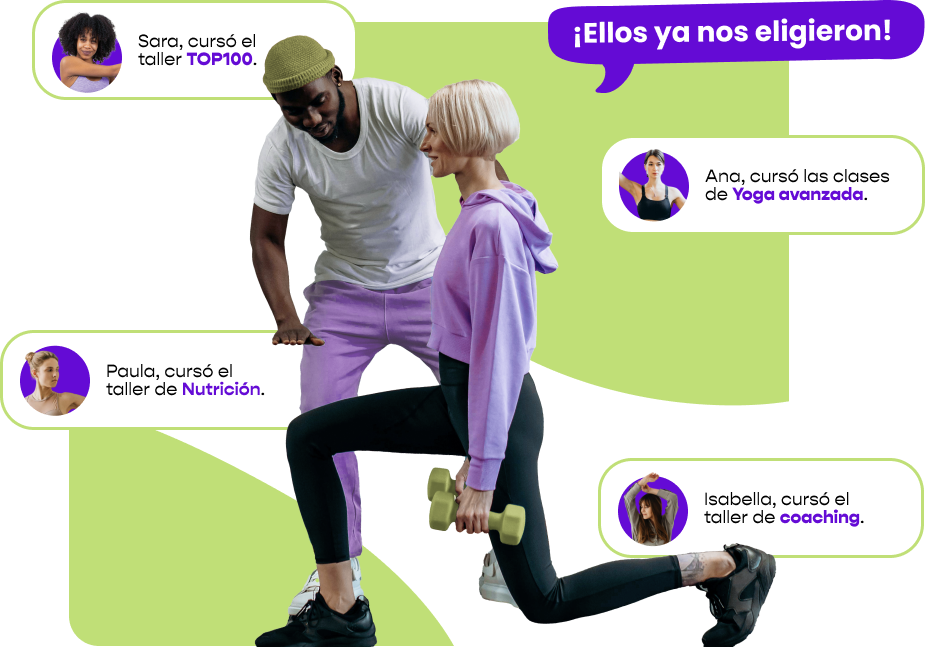 ¡Ellos ya nos eligieron!
Sara, cursó el
taller TOP100.
Ana, cursó las clases
de Yoga avanzada.
Paula, cursó el
taller de Nutrición.
Isabella, cursó el
taller de coaching.